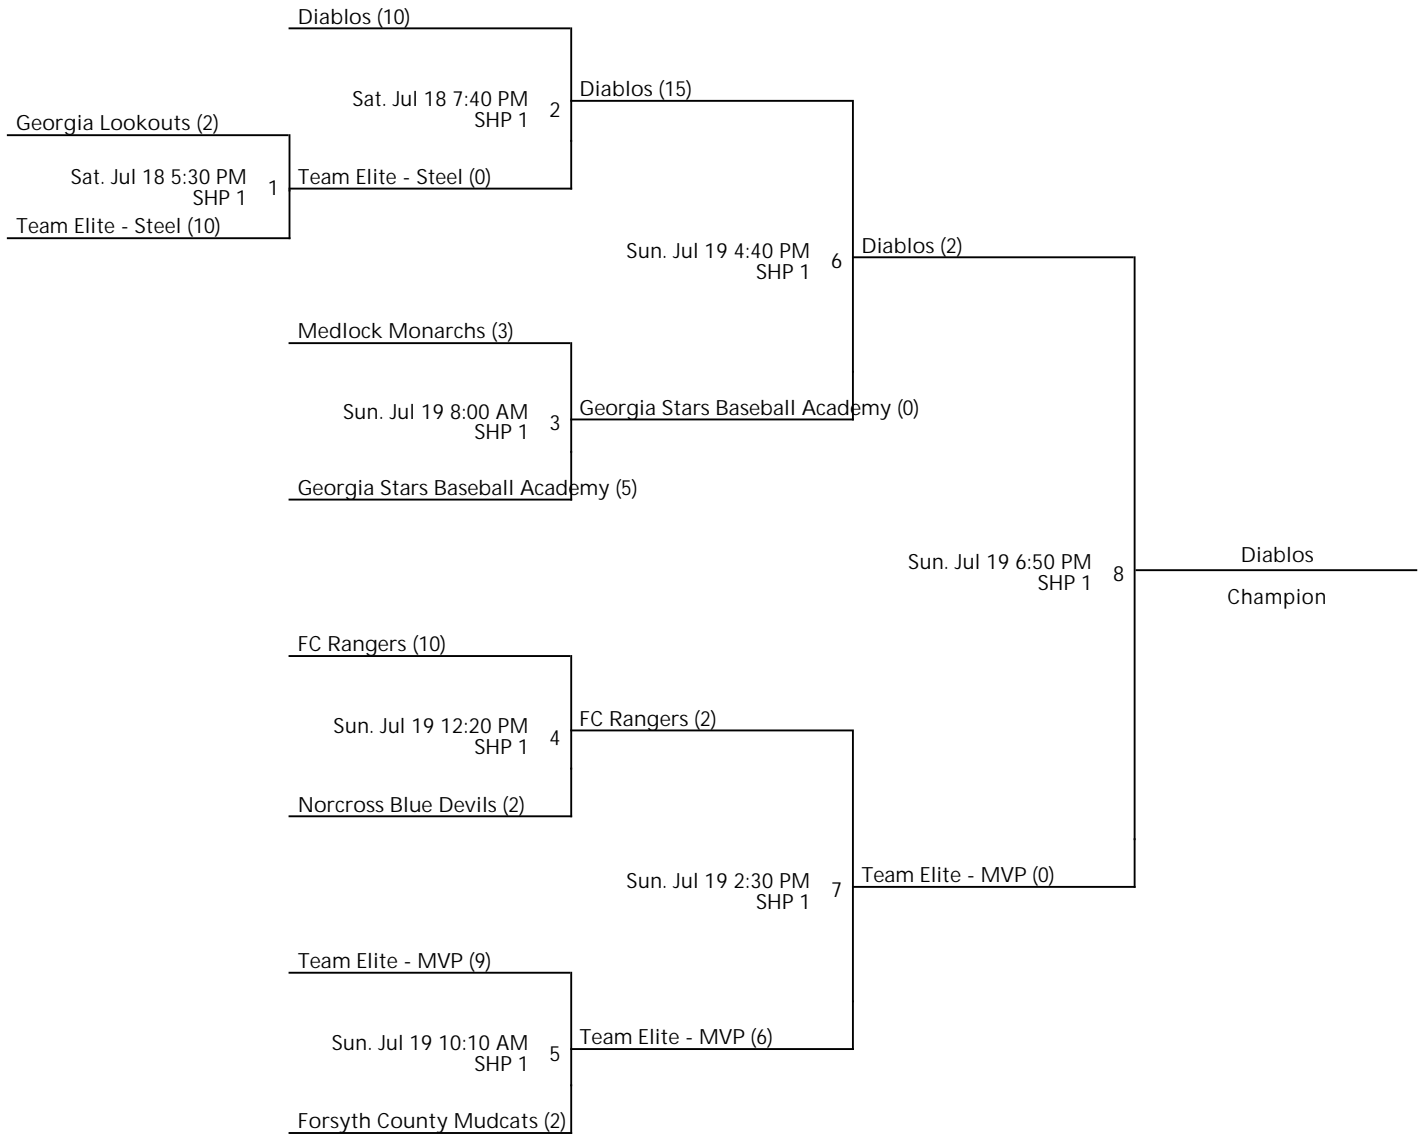 Diablos (10)
Sat. Jul 18 7:40 PM
SHP 1
2
Diablos (15)
Georgia Lookouts (2)
Sat. Jul 18 5:30 PM
SHP 1
1
Team Elite - Steel (0)
Team Elite - Steel (10)
Sun. Jul 19 4:40 PM
SHP 1
6
Diablos (2)
Medlock Monarchs (3)
Sun. Jul 19 8:00 AM
SHP 1
3
Georgia Stars Baseball Academy (0)
Georgia Stars Baseball Academy (5)
Sun. Jul 19 6:50 PM
SHP 1
8
Diablos
Champion
FC Rangers (10)
Sun. Jul 19 12:20 PM
SHP 1
4
FC Rangers (2)
Norcross Blue Devils (2)
Sun. Jul 19 2:30 PM
SHP 1
7
Team Elite - MVP (0)
Team Elite - MVP (9)
Sun. Jul 19 10:10 AM
SHP 1
5
Team Elite - MVP (6)
Forsyth County Mudcats (2)